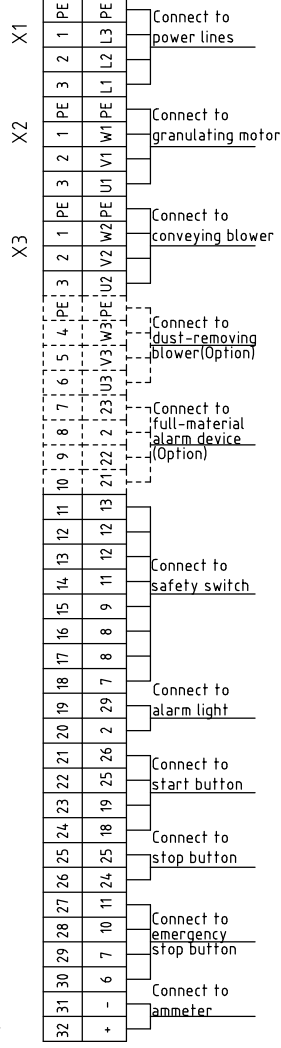 X1
PE PE
1 L3
2 L2
3 L1
Connect to
power lines
X2
PE PE
1 W1
2 V1
3 U1
Connect to
granulating motor
X3
PE PE
1 W2
2 V2
3 U2
Connect to
conveying blower
PE PE
4 W3
5 V3
6 U3
Connect to
dust-removing
blower(Option)
7 23
8 2
9 22
10 21
Connect to
full-material
alarm device
(Option)
11 13
12 12
13 12
14 11
15 9
16 8
17 8
18 7
Connect to
safety switch
19 29
20 2
Connect to
alarm light
21 26
22 25
23 19
24 18
Connect to
start button
25 25
26 24
Connect to
stop button
27 11
28 10
29 7
30 6
Connect to
emergency
stop button
31 -
32 +
Connect to
ammeter